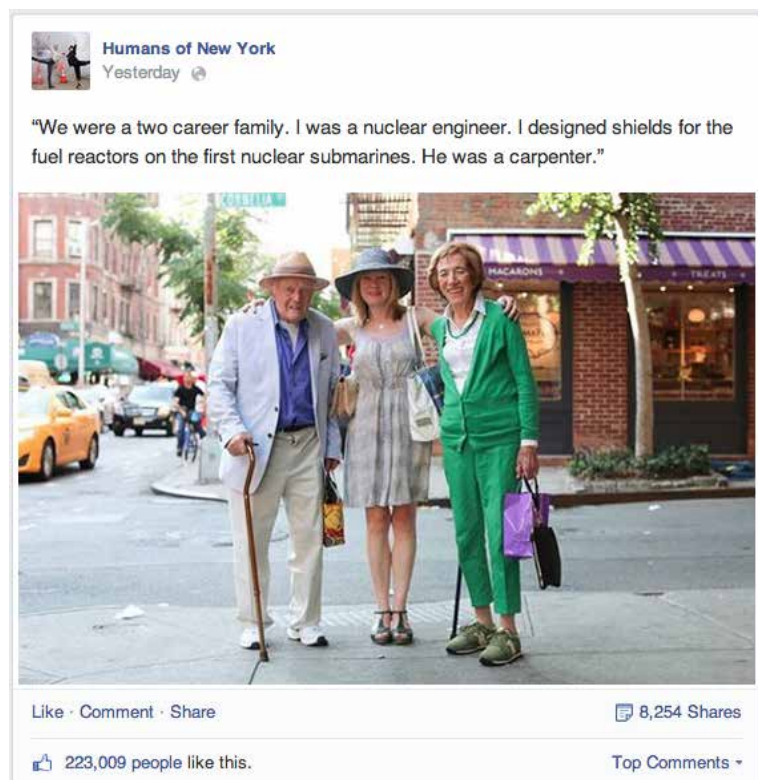 Humans of New York
Yesterday
“We were a two career family. I was a nuclear engineer. I designed shields for the
fuel reactors on the first nuclear submarines. He was a carpenter.”
CORNELIA
MACARONS
TREATS
Like · Comment · Share
8,254 Shares
223,009 people like this.
Top Comments